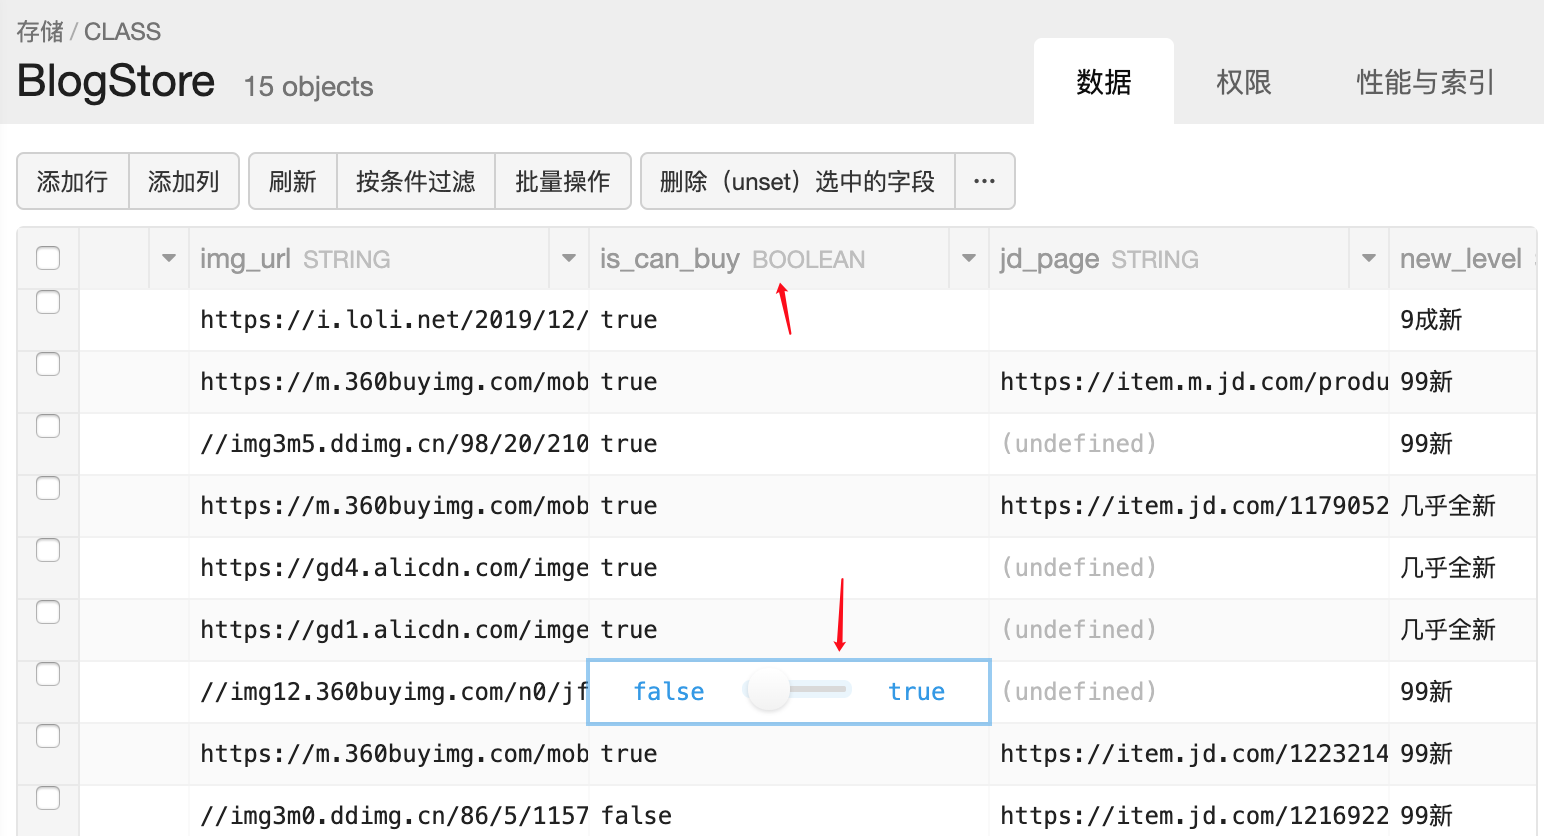 存储 / CLASS
BlogStore 15 objects
数据 权限 性能与索引
添加行 添加列 刷新 按条件过滤 批量操作 删除（unset）选中的字段 ···
img_url STRING is_can_buy BOOLEAN jd_page STRING new_level
https://i.loli.net/2019/12/ true 9成新
https://m.360buyimg.com/mob true https://item.m.jd.com/produ 99新
//img3m5.ddimg.cn/98/20/210 true (undefined) 99新
https://m.360buyimg.com/mob true https://item.jd.com/1179052 几乎全新
https://gd4.alicdn.com/imge true (undefined) 几乎全新
https://gd1.alicdn.com/imge true (undefined) 几乎全新
//img12.360buyimg.com/n0/jf false true (undefined) 99新
https://m.360buyimg.com/mob true https://item.jd.com/1223214 99新
//img3m0.ddimg.cn/86/5/1157 false https://item.jd.com/1216922 99新